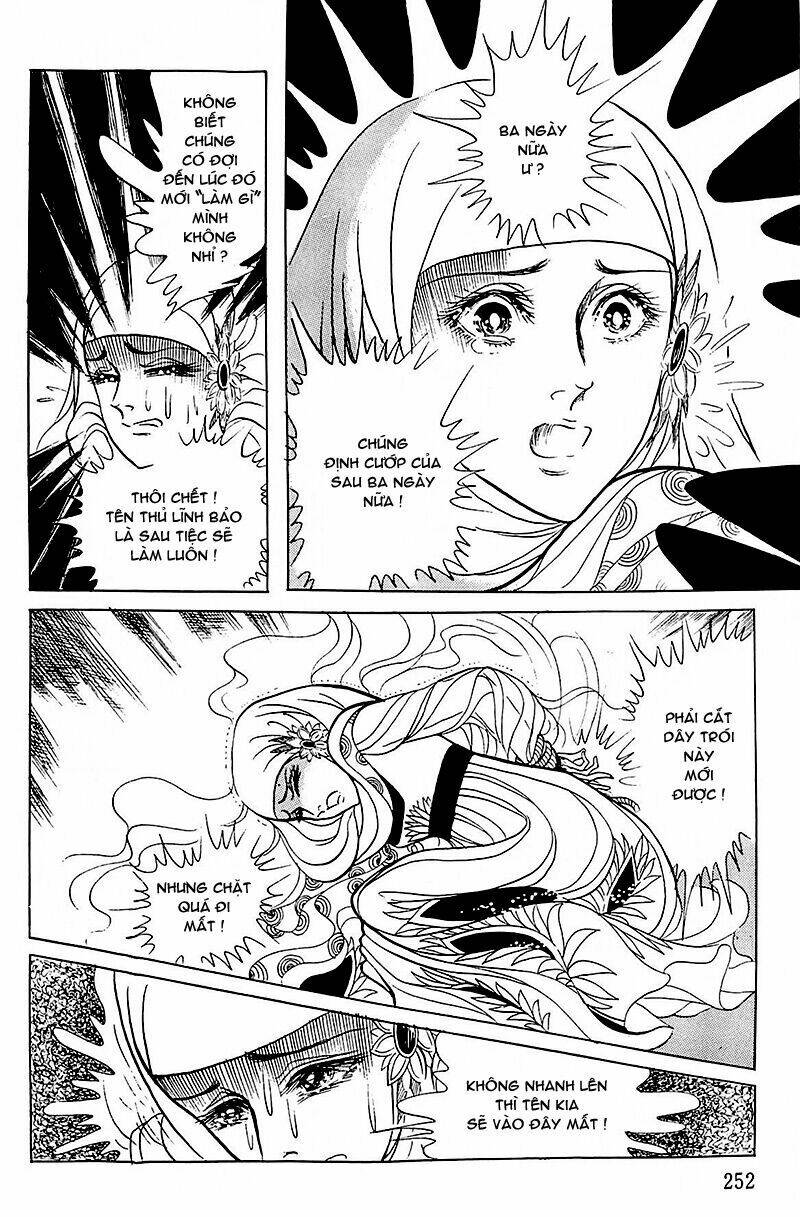 BA NGÀY
NỮA
Ư ?
CHÚNG
ĐỊNH CƯỚP CỦA
SAU BA NGÀY
NỮA !
KHÔNG
BIẾT
CHÚNG
CÓ ĐỢI
ĐẾN LÚC ĐÓ
MỚI "LÀM GÌ"
MÌNH
KHÔNG
NHỈ ?
THÔI CHẾT !
TÊN THỦ LĨNH BẢO
LÀ SAU TIỆC SẼ
LÀM LUÔN !
PHẢI CẮT
DÂY TRÓI
NÀY
MỚI
ĐƯỢC !
NHƯNG CHẶT
QUÁ ĐI
MẤT !
KHÔNG NHANH LÊN
THÌ TÊN KIA
SẼ VÀO ĐÂY MẤT !
252